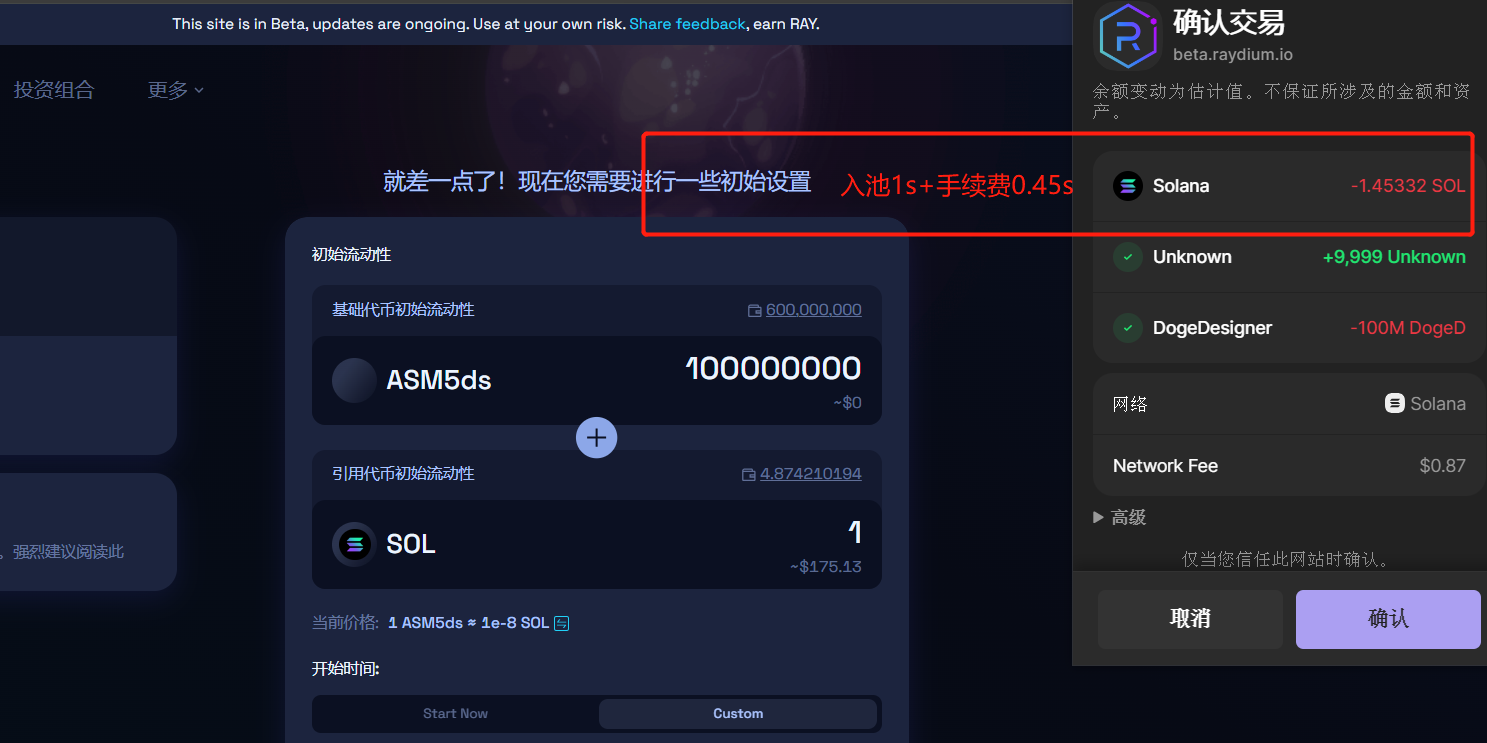 This site is in Beta, updates are ongoing. Use at your own risk. Share feedback, earn RAY.
投资组合
更多
就差一点了！现在您需要进行一些初始设置
入池1s+手续费0.45s
初始流动性
基础代币初始流动性
600,000,000
ASM5ds
100000000
~$0
引用代币初始流动性
4.874210194
SOL
1
~$175.13
当前价格: 1 ASM5ds ≈ 1e-8 SOL
开始时间:
Start Now
Custom
。强烈建议阅读此
确认交易
beta.raydium.io
余额变动为估计值。不保证所涉及的金额和资
产。
Solana
-1.45332 SOL
Unknown
+9,999 Unknown
DogeDesigner
-100M DogeD
网络
Solana
Network Fee
$0.87
高级
仅当您信任此网站时确认。
取消
确认